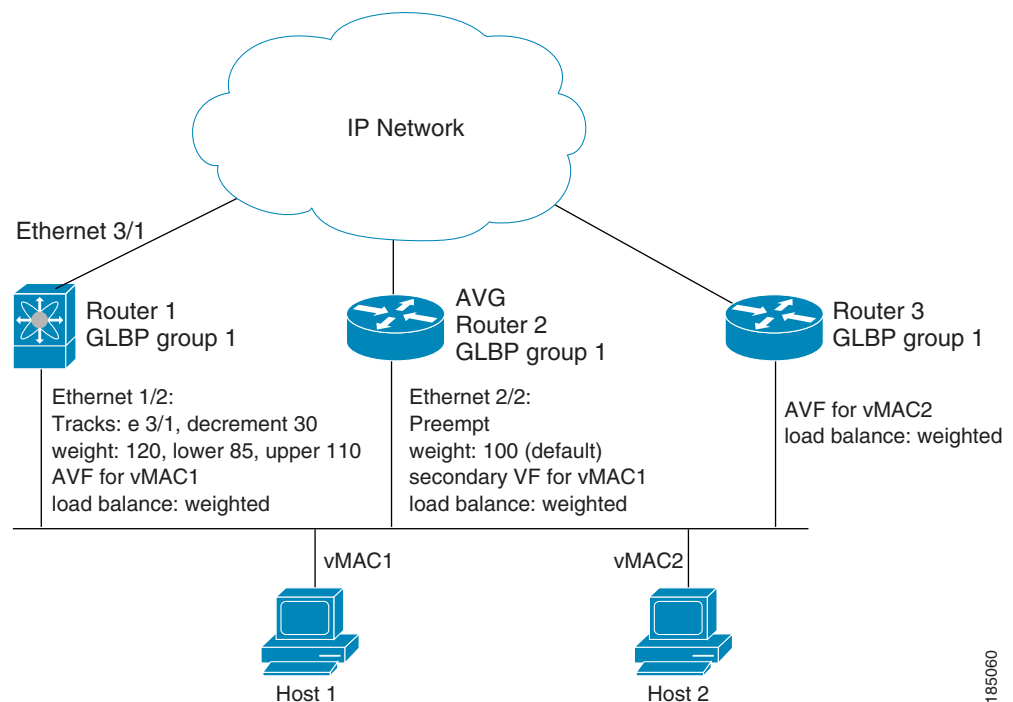 IP Network
Ethernet 3/1
Router 1
GLBP group 1
AVG
Router 2
GLBP group 1
Router 3
GLBP group 1
Ethernet 1/2:
Tracks: e 3/1, decrement 30
weight: 120, lower 85, upper 110
AVF for vMAC1
load balance: weighted
Ethernet 2/2:
Preempt
weight: 100 (default)
secondary VF for vMAC1
load balance: weighted
AVF for vMAC2
load balance: weighted
vMAC1
vMAC2
Host 1
Host 2
185060